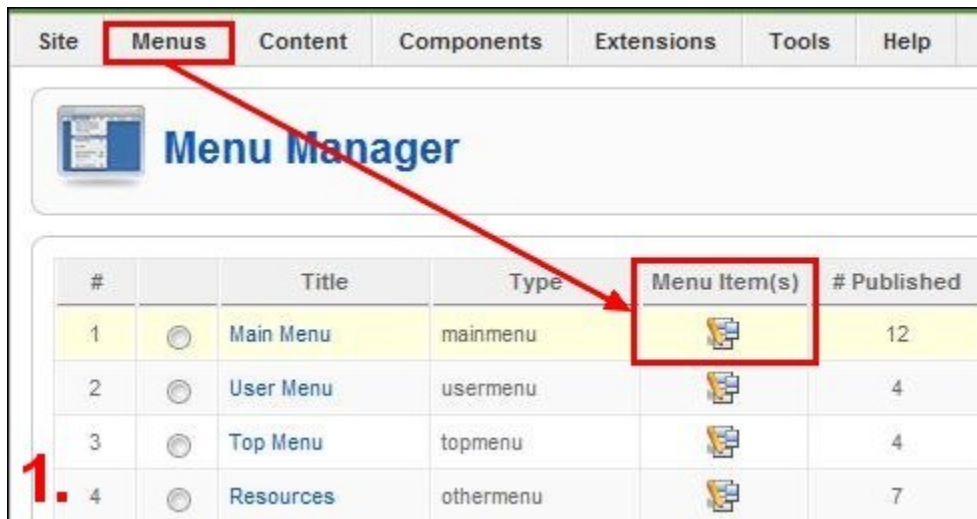 Site Menus Content Components Extensions Tools Help
Menu Manager
# Title Type Menu Item(s) # Published
1 Main Menu mainmenu 12
2 User Menu usermenu 4
3 Top Menu topmenu 4
1. 4 Resources othermenu 7